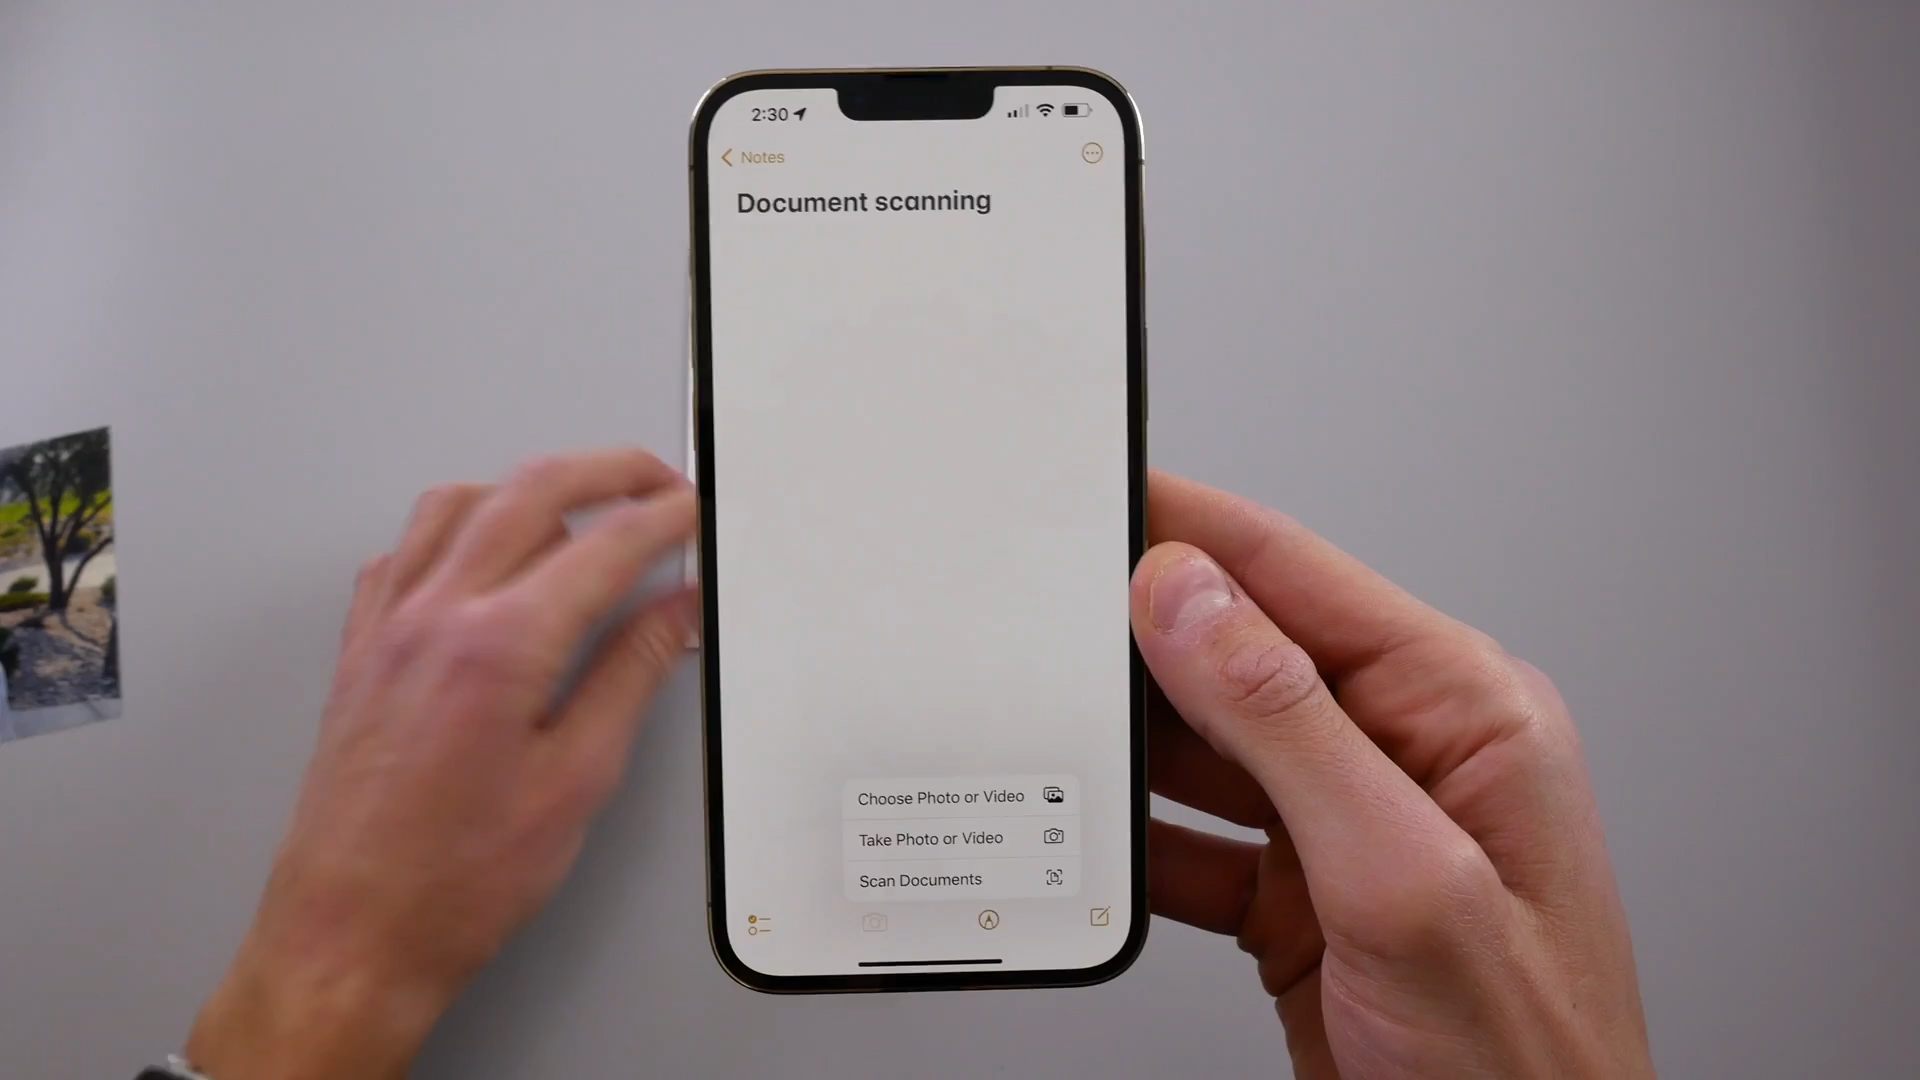 2:30
Notes
Document scanning
Choose Photo or Video
Take Photo or Video
Scan Documents